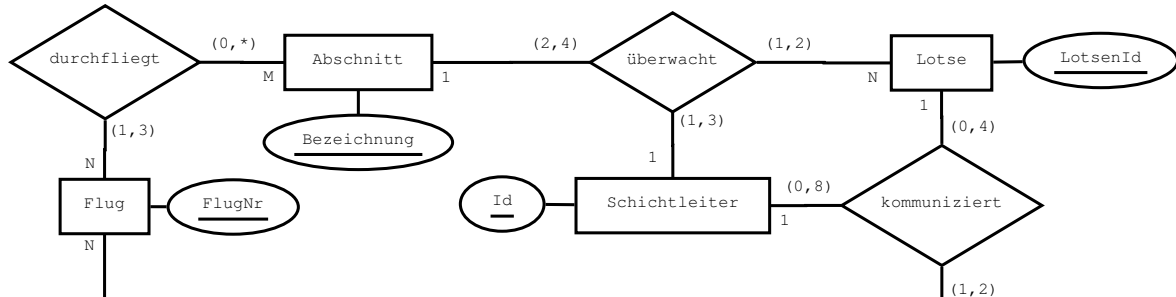 durchfliegt
(0,*)
M
Abschnitt
1
(2,4)
überwacht
(1,2)
N
Lotse
LotsenId
(1,3)
Bezeichnung
(1,3)
1
(0,4)
N
1
Flug
FlugNr
Id
Schichtleiter
(0,8)
1
kommuniziert
N
(1,2)